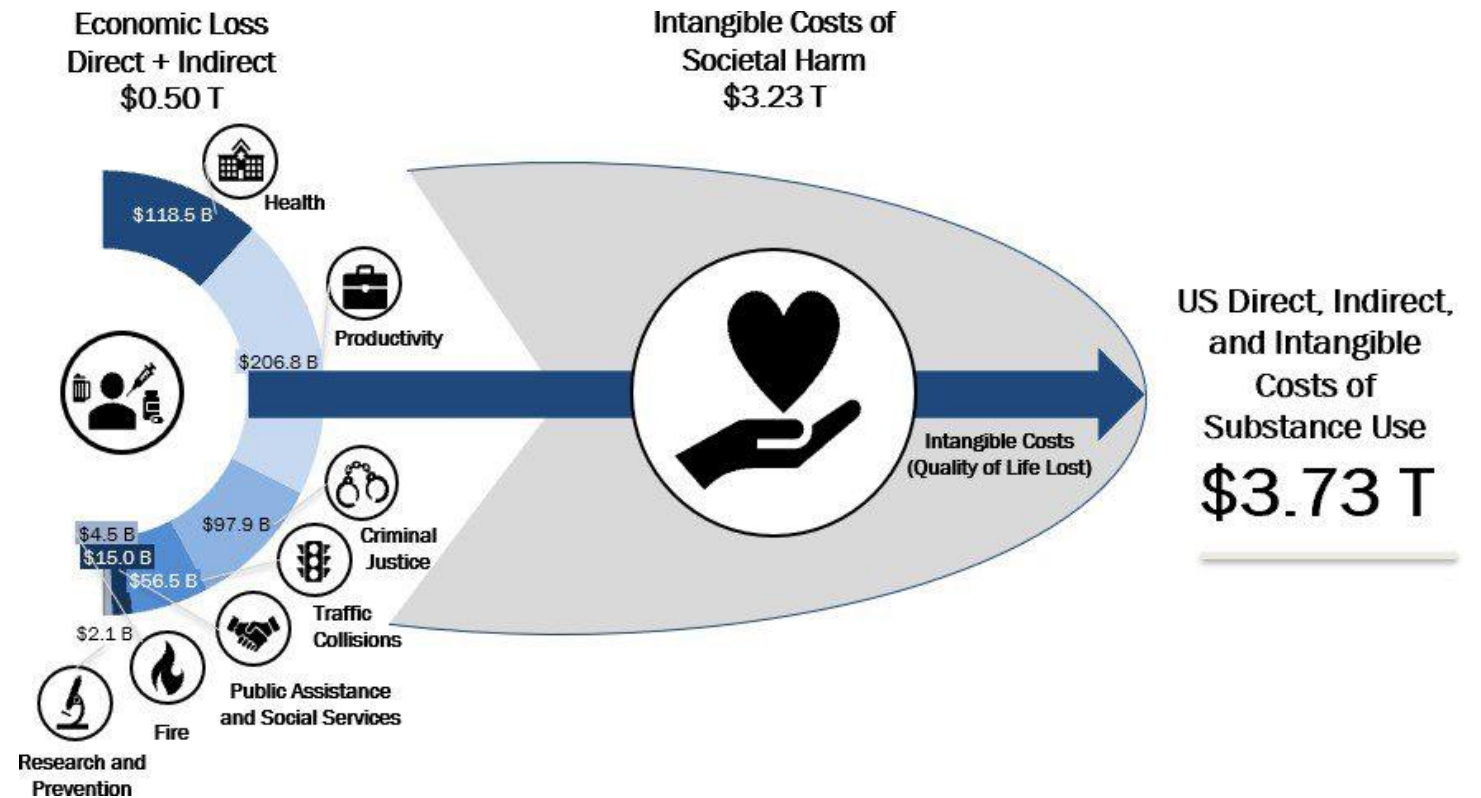 Economic Loss
Direct + Indirect
$0.50 T
Intangible Costs of
Societal Harm
$3.23 T
Health
$118.5 B
Productivity
$206.8 B
Criminal
Justice
$97.9 B
Traffic
Collisions
$56.5 B
Public Assistance
and Social Services
$15.0 B
Fire
$4.5 B
Research and
Prevention
$2.1 B
Intangible Costs
(Quality of Life Lost)
US Direct, Indirect,
and Intangible
Costs of
Substance Use
$3.73 T